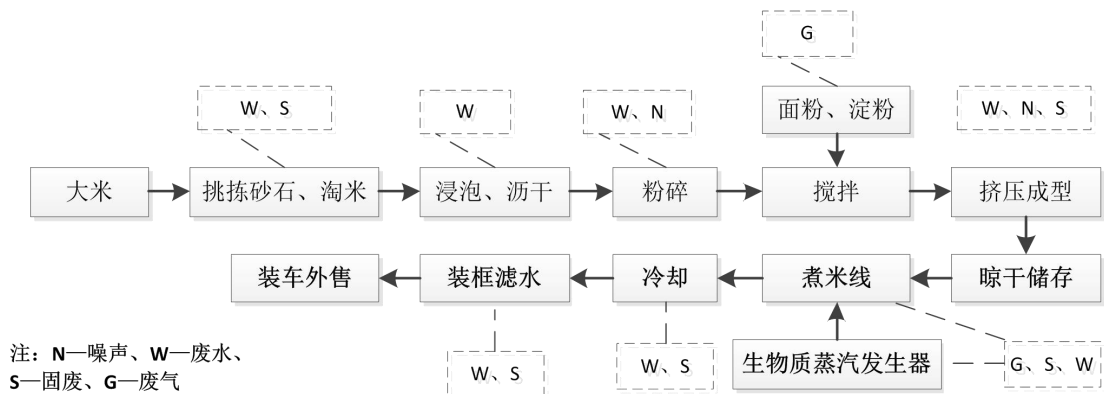 G
W、S
W
W、N
面粉、淀粉
W、N、S
大米
挑拣砂石、淘米
浸泡、沥干
粉碎
搅拌
挤压成型
装车外售
装框滤水
冷却
煮米线
晾干储存
注：N—噪声、W—废水、
S—固废、G—废气
W、S
W、S
生物质蒸汽发生器
G、S、W